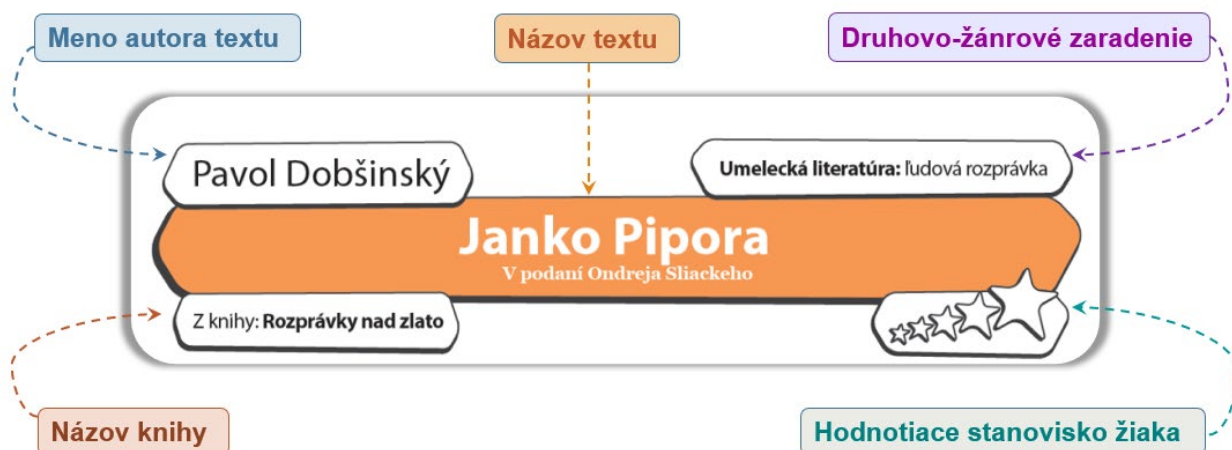 Meno autora textu
Názov textu
Druhovo-žánrové zaradenie
Pavol Dobšinský
Umelecká literatúra: ľudová rozprávka
Janko Pipora
V podaní Ondreja Sliackeho
Z knihy: Rozprávky nad zlato
Názov knihy
Hodnotiace stanovisko žiaka